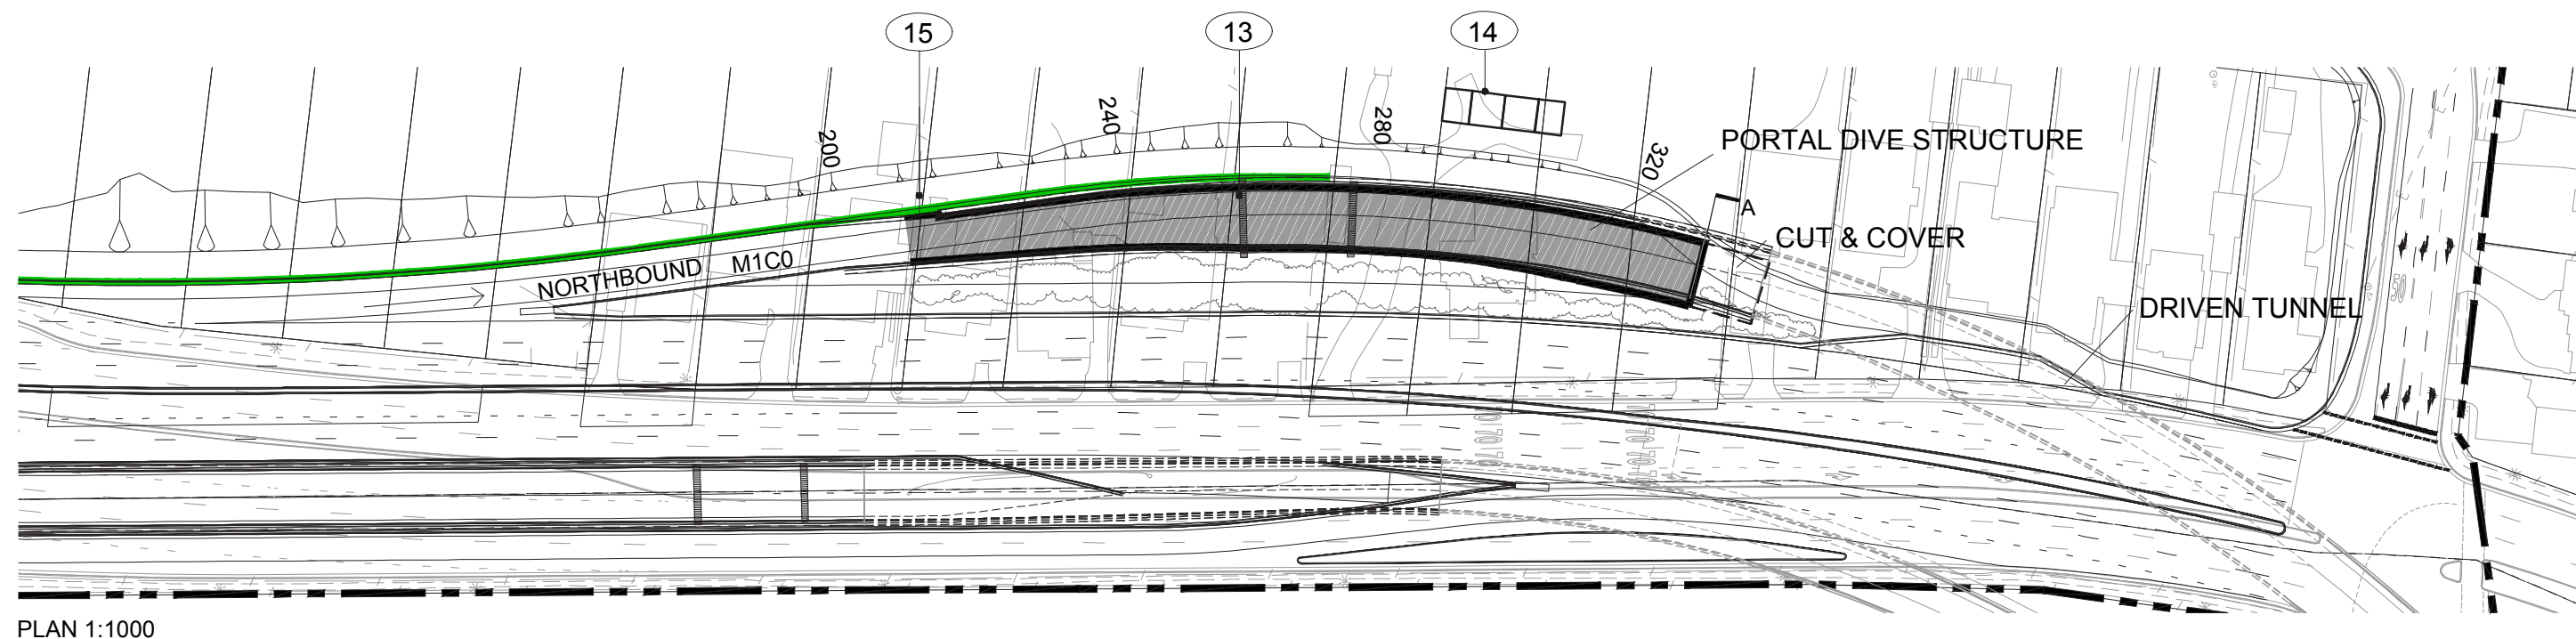 15
13
14
200
240
280
320
PORTAL DIVE STRUCTURE
A
CUT & COVER
NORTHBOUND M1C0
DRIVEN TUNNEL
50
PLAN 1:1000